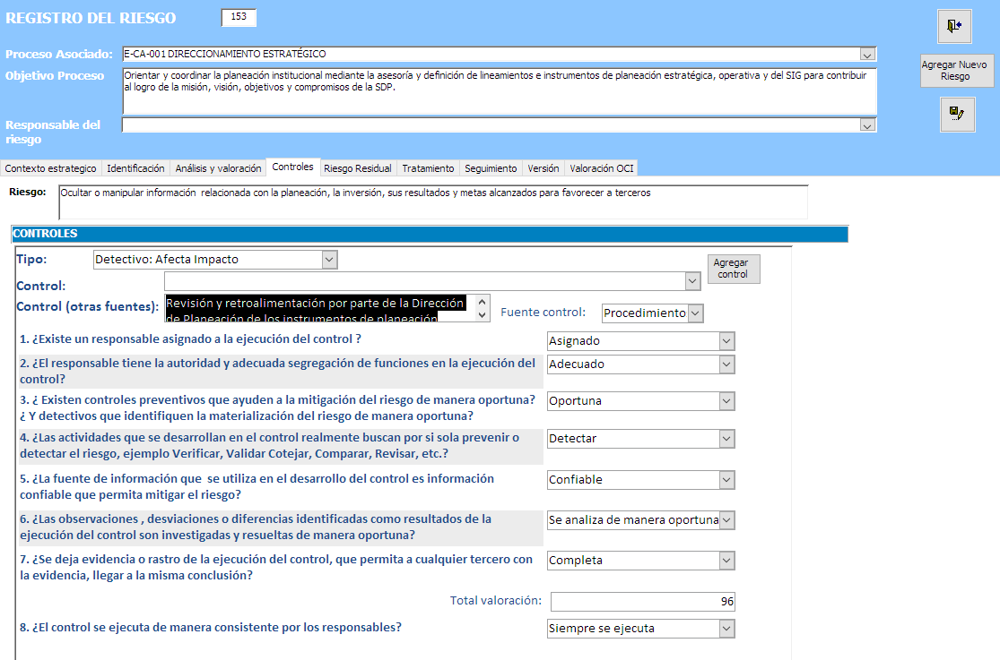 REGISTRO DEL RIESGO
153
Proceso Asociado:
E-CA-001 DIRECCIONAMIENTO ESTRATÉGICO
Objetivo Proceso
Orientar y coordinar la planeación institucional mediante la asesoría y definición de lineamientos e instrumentos de planeación estratégica, operativa y del SIG para contribuir
al logro de la misión, visión, objetivos y compromisos de la SDP.
Agregar Nuevo
Riesgo
Responsable del
riesgo
Contexto estrategico
Identificación
Análisis y valoración
Controles
Riesgo Residual
Tratamiento
Seguimiento
Versión
Valoración OCI
Riesgo:
Ocultar o manipular información  relacionada con la planeación, la inversión, sus resultados y metas alcanzados para favorecer a terceros
CONTROLES
Tipo:
Detectivo: Afecta Impacto
Agregar
control
Control:
Control (otras fuentes):
Revisión y retroalimentación por parte de la Dirección
de Planeación de los instrumentos de planeación
Fuente control:
Procedimiento
1. ¿Existe un responsable asignado a la ejecución del control ?
Asignado
2. ¿El responsable tiene la autoridad y adecuada segregación de funciones en la ejecución del
control?
Adecuado
3. ¿ Existen controles preventivos que ayuden a la mitigación del riesgo de manera oportuna?
¿ Y detectivos que identifiquen la materialización del riesgo de manera oportuna?
Oportuna
4. ¿Las actividades que se desarrollan en el control realmente buscan por si sola prevenir o
detectar el riesgo, ejemplo Verificar, Validar Cotejar, Comparar, Revisar, etc.?
Detectar
5. ¿La fuente de información que  se utiliza en el desarrollo del control es información
confiable que permita mitigar el riesgo?
Confiable
6. ¿Las observaciones , desviaciones o diferencias identificadas como resultados de la
ejecución del control son investigadas y resueltas de manera oportuna?
Se analiza de manera oportuna
7. ¿Se deja evidencia o rastro de la ejecución del control, que permita a cualquier tercero con
la evidencia, llegar a la misma conclusión?
Completa
Total valoración:
96
8. ¿El control se ejecuta de manera consistente por los responsables?
Siempre se ejecuta